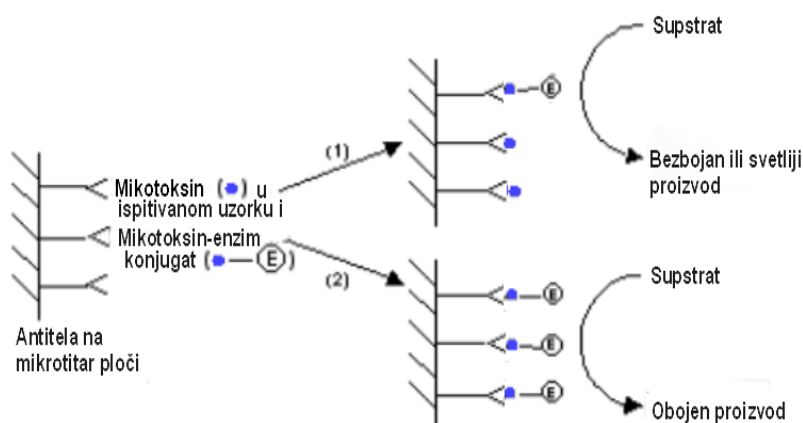 Supstrat
E
(1)
Bezbojan ili svetliji
proizvod
Mikotoksin ( ) u
ispitivanom uzorku i
Mikotoksin-enzim
konjugat ( — E )
(2)
Antitela na
mikrotitar ploči
Supstrat
E
E
E
Obojen proizvod